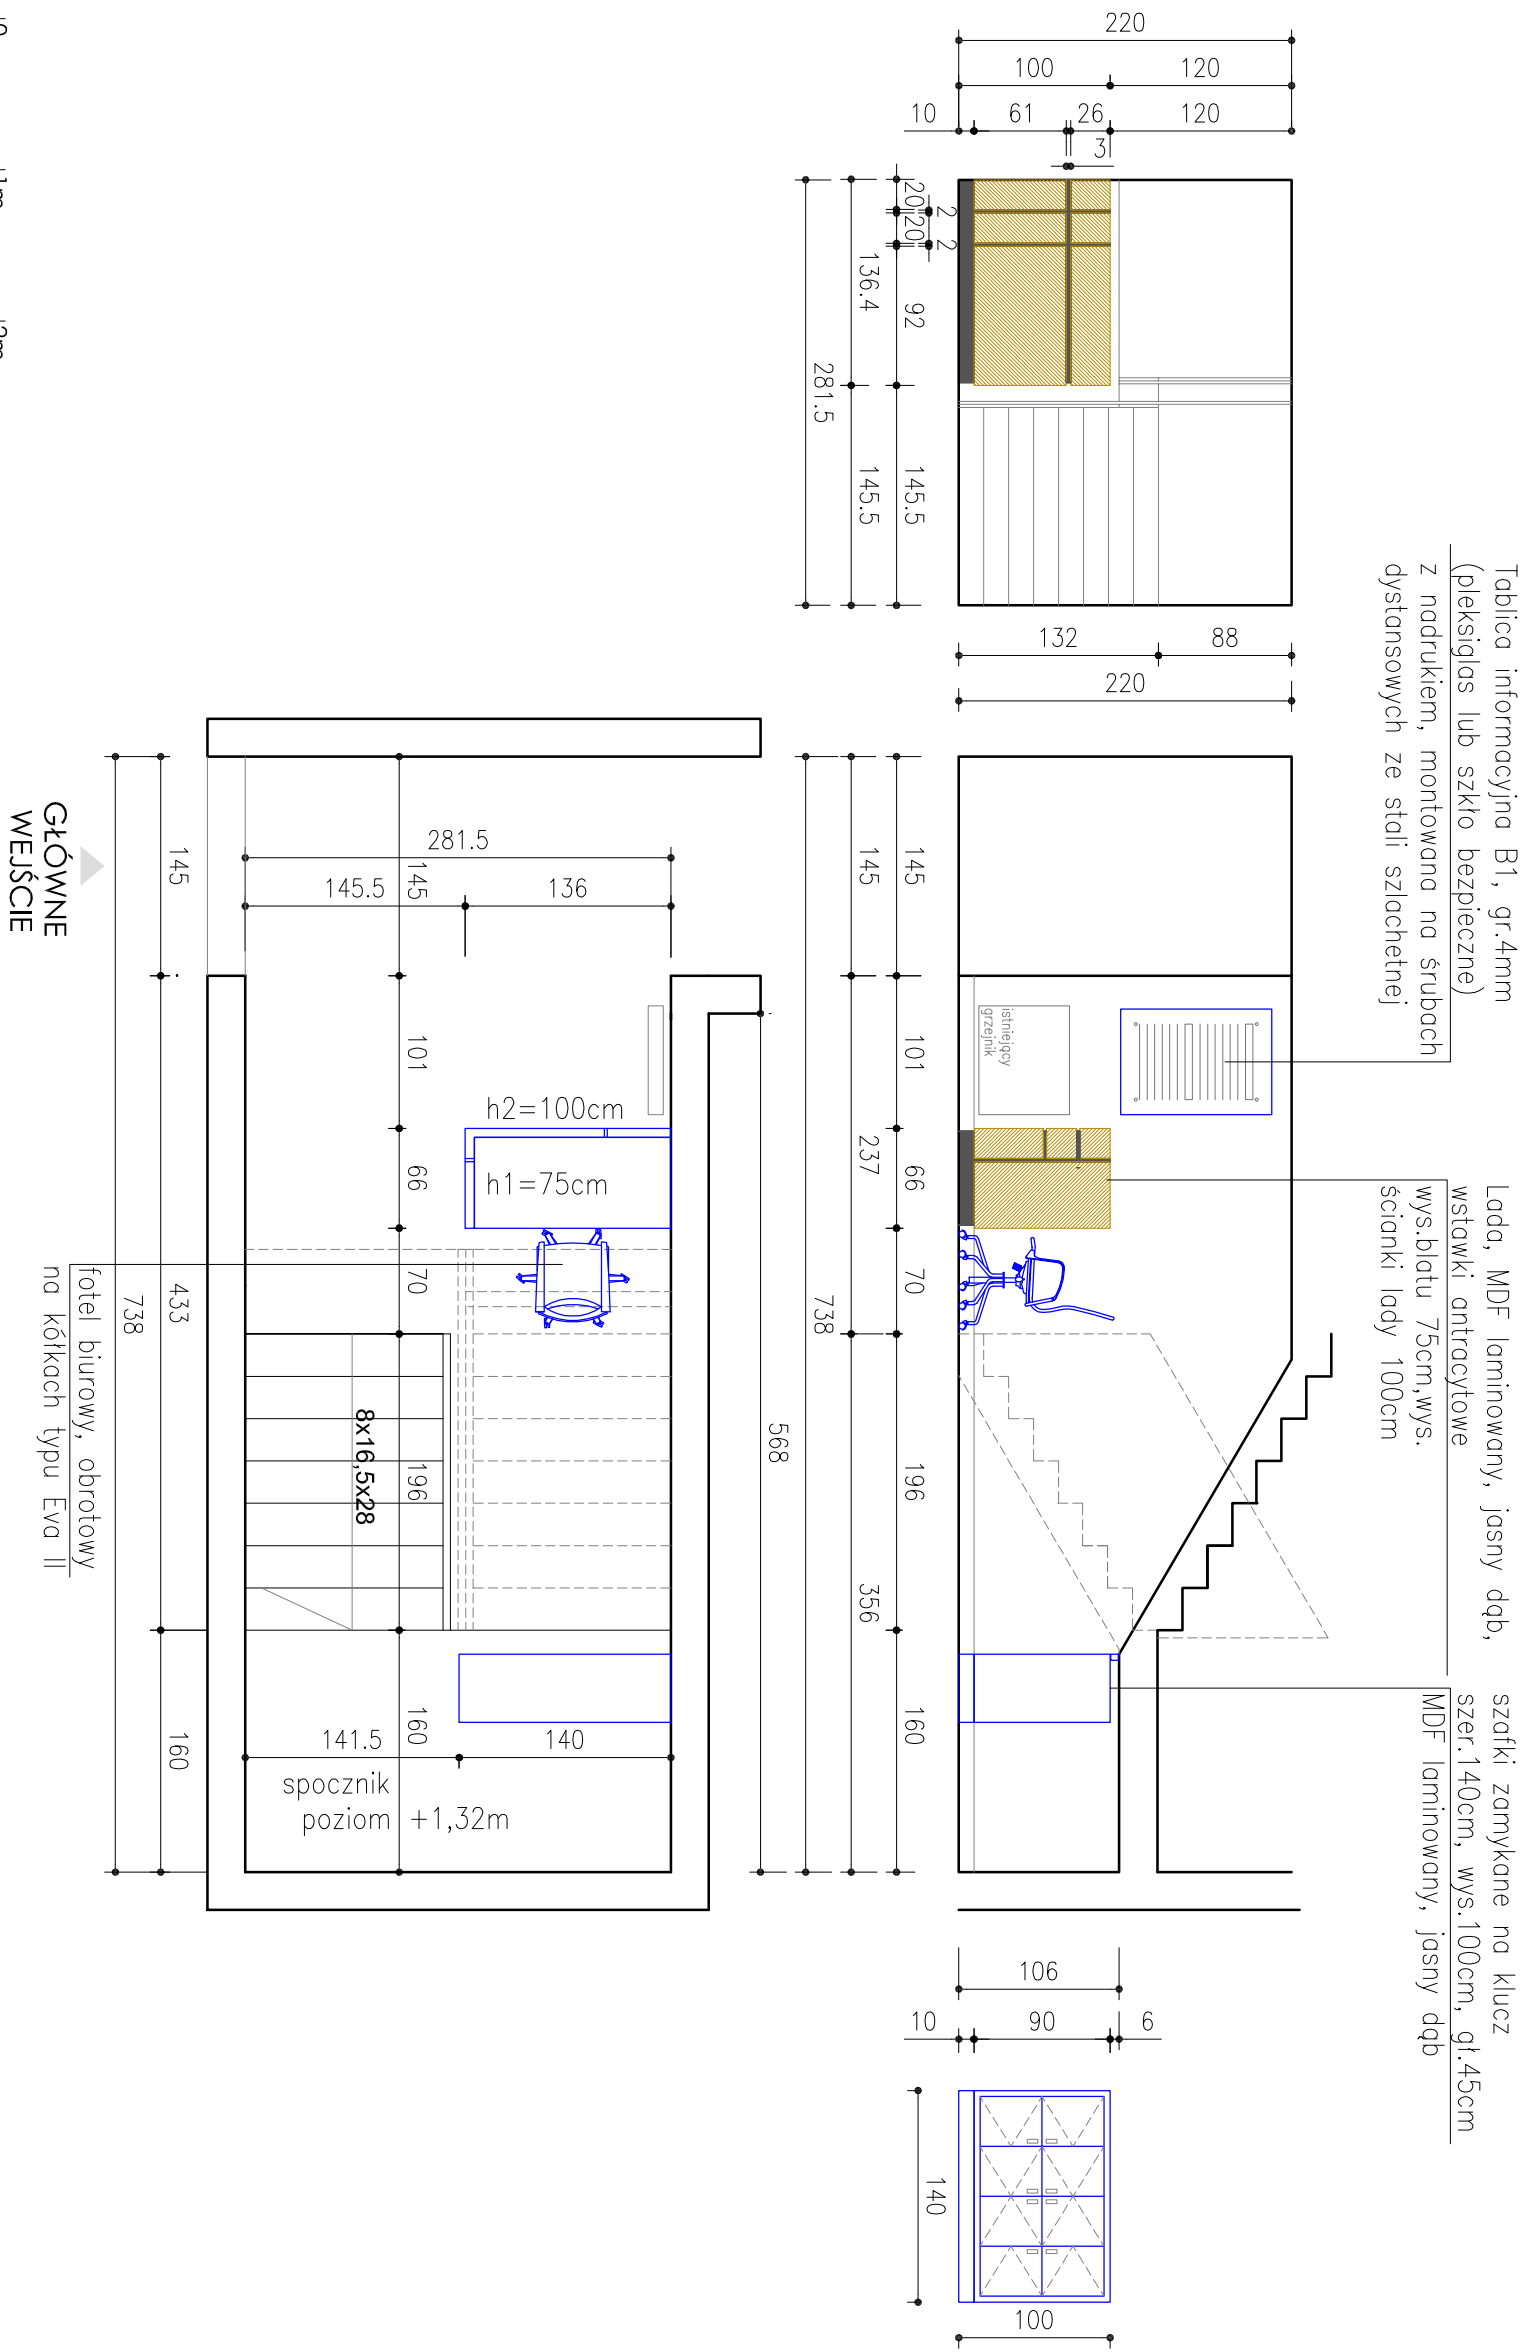 Tablica informacyjna B1, gr.4mm
(pleksiglas lub szkło bezpieczne)
z nadrukiem, montowana na śrubach
dystansowych ze stali szlachetnej
Lada, MDF laminowany, jasny dąb,
wstawki antracytowe
wys.blatu 75cm,wys.
ścianki lady 100cm
szafki zamykane na klucz
szer.140cm, wys.100cm, gł.45cm
MDF laminowany, jasny dąb
220
100
120
10
61
26
120
3
20
2
20
2
92
145.5
136.4
145.5
281.5
132
88
220
istniejący
grzejnik
145
101
66
70
196
160
145
237
356
738
568
106
10
90
6
140
100
281.5
145.5
136
145
101
66
70
196
160
h2=100cm
h1=75cm
8x16,5x28
141.5
140
spocznik
poziom +1,32m
145
433
160
738
fotel biurowy, obrotowy
na kółkach typu Eva II
GŁÓWNE
WEJŚCIE